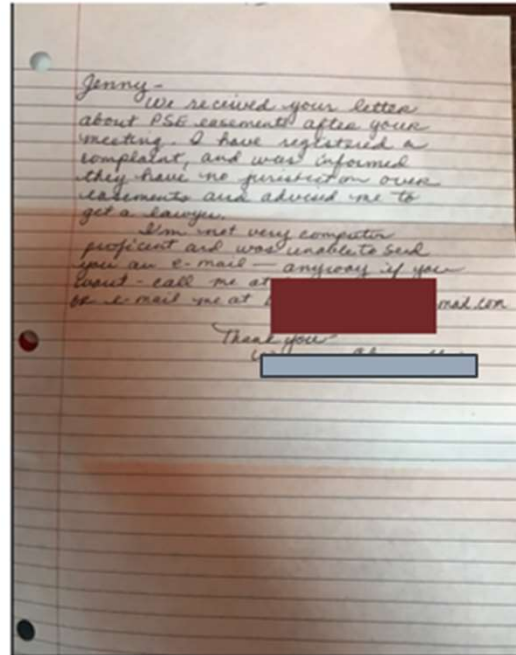 Jenny-
We received your letter
about PSE easements after your
meeting. I have registered a
complaint, and was informed
they have no jurisdiction over
easements and advised me to
get a lawyer.
I'm not very computer
proficent and was unable to send
you an e-mail — anyway if you
want - call me at
or e-mail me at mail.com
Thank you-